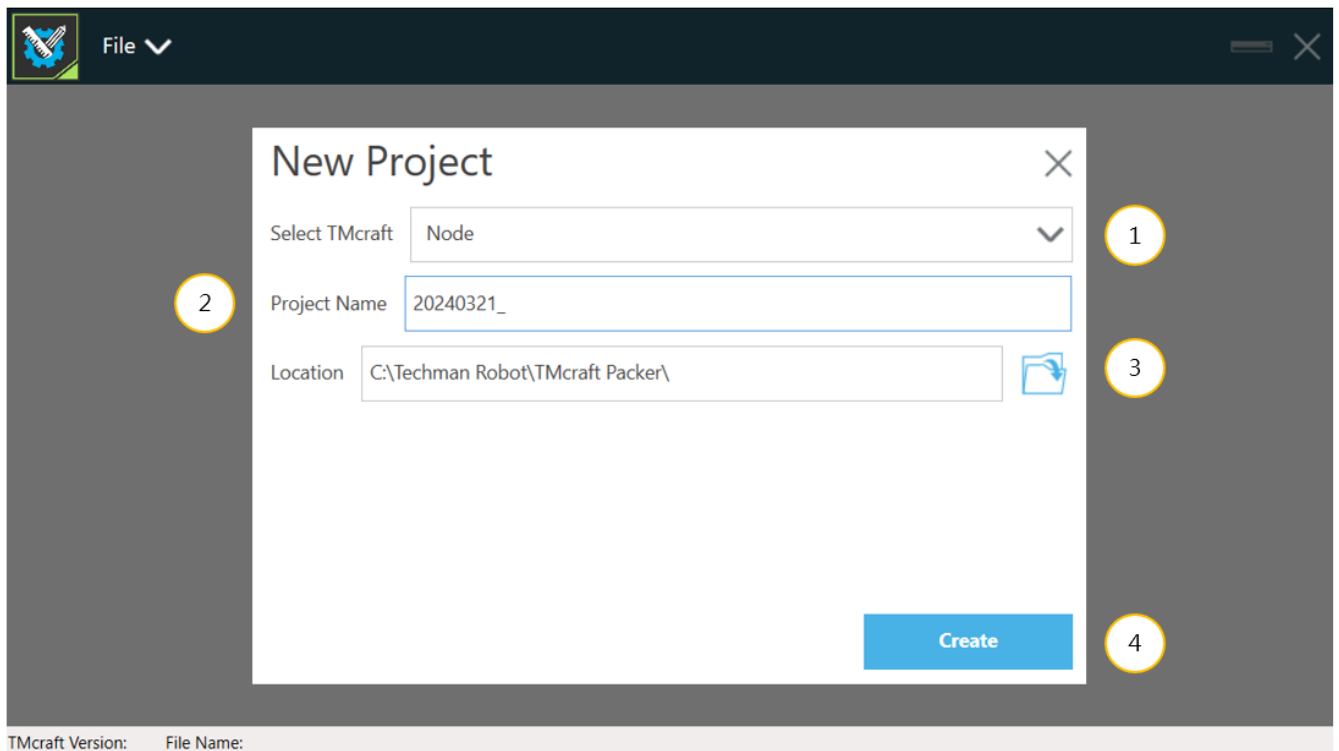 File
New Project
Select TMcraft Node
1
2
Project Name 20240321_
Location C:\Techman Robot\TMcraft Packer\
3
Create
4
TMcraft Version: File Name: